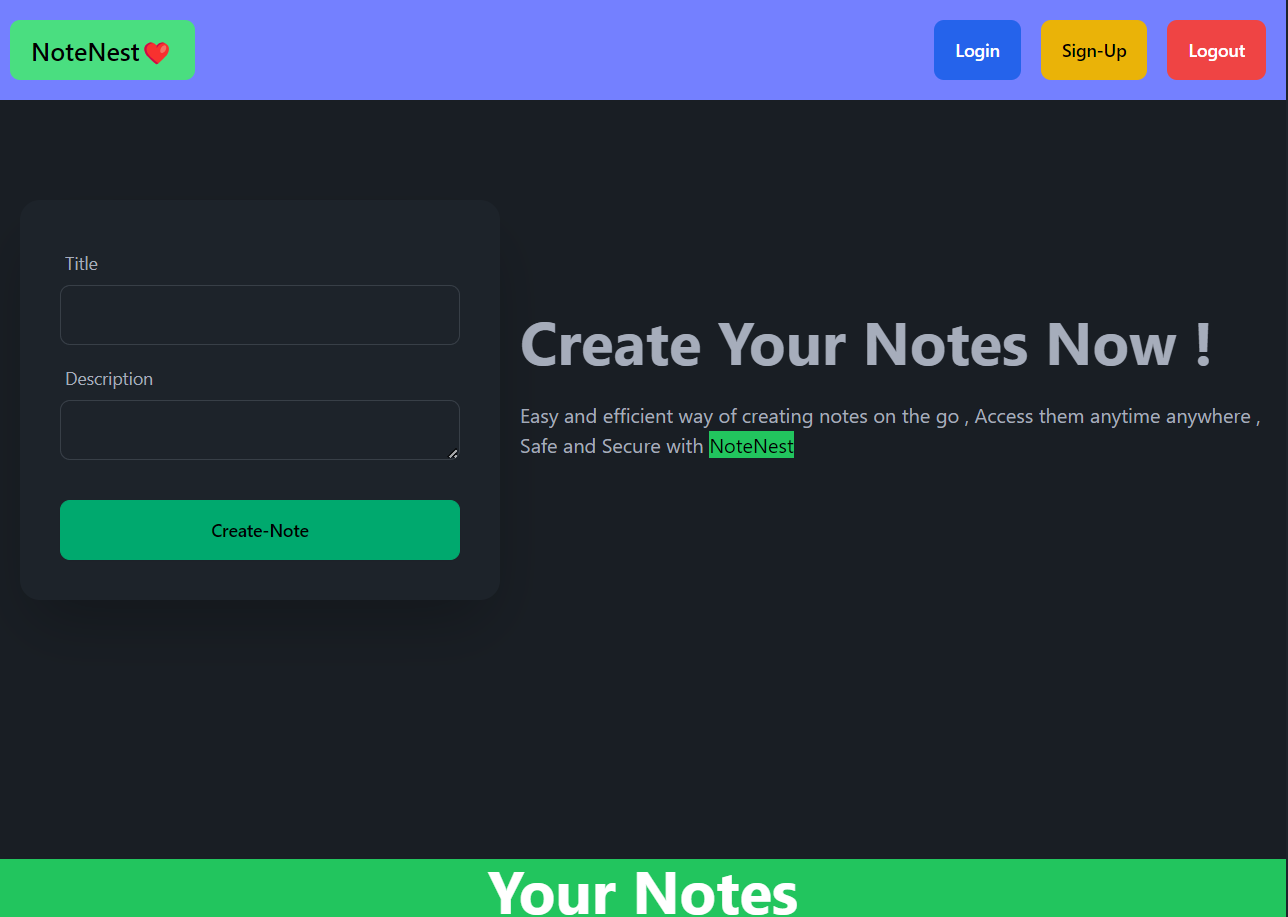 NoteNest❤️
Login
Sign-Up
Logout
Title
Description
Create-Note
Create Your Notes Now !
Easy and efficient way of creating notes on the go , Access them anytime anywhere ,
Safe and Secure with NoteNest
Your Notes